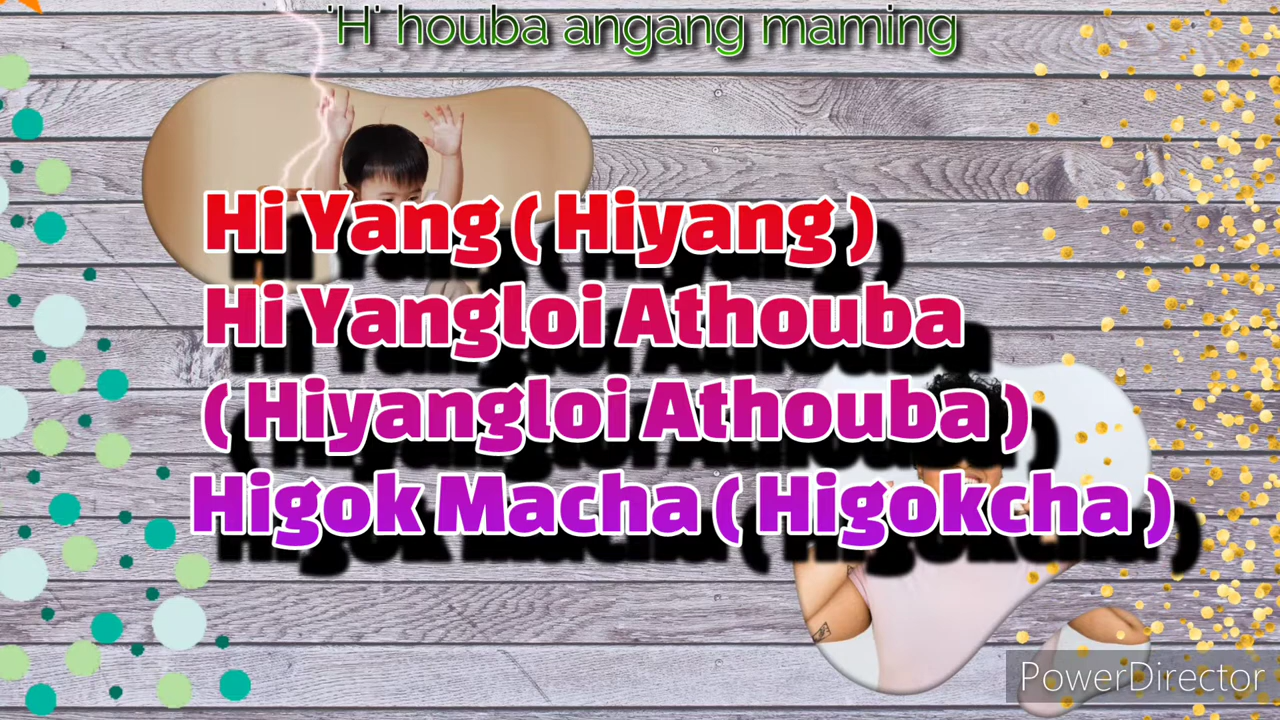 'H' houba angang maming
Hi Yang ( Hiyang )
Hi Yangloi Athouba
( Hiyangloi Athouba )
Higok Macha ( Higokcha )
PowerDirector